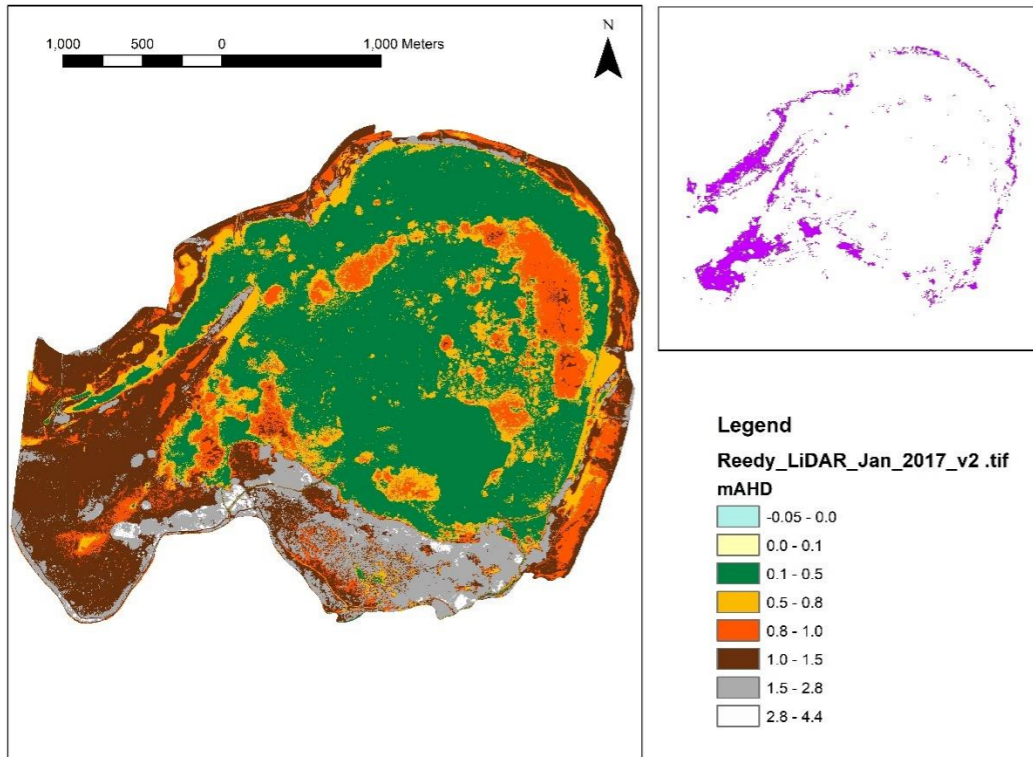 N
1,000 500 0 1,000 Meters
Legend
Reedy_LiDAR_Jan_2017_v2 .tif
mAHD
-0.05 - 0.0
0.0 - 0.1
0.1 - 0.5
0.5 - 0.8
0.8 - 1.0
1.0 - 1.5
1.5 - 2.8
2.8 - 4.4